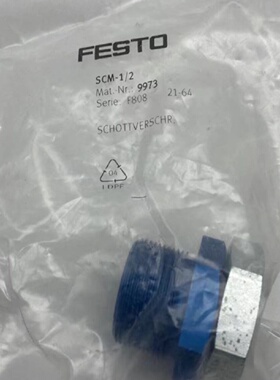 FESTO
SCM-1/2
Mat.-Nr.: 9973
Serie: F808 21-64
SCHOTTVERSCHR.
04
LDPE